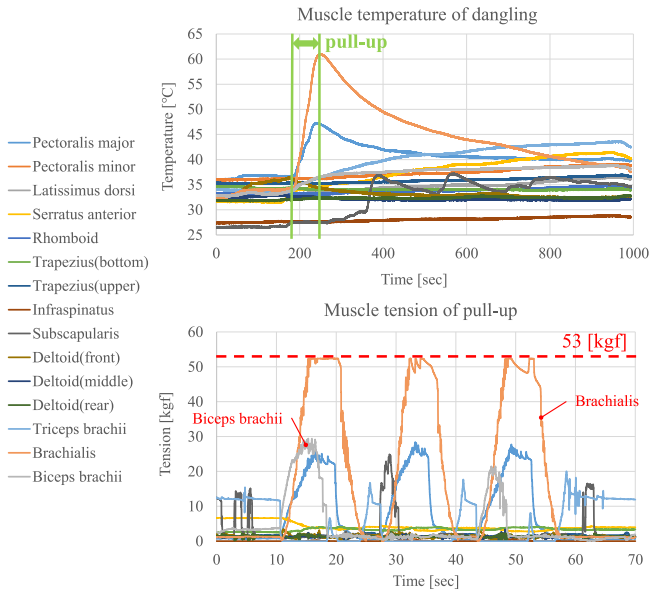 Muscle temperature of dangling
pull-up
Temperature [°C]
65
60
55
50
45
40
35
30
25
0 200 400 600 800 1000
Time [sec]
Pectoralis major
Pectoralis minor
Latissimus dorsi
Serratus anterior
Rhomboid
Trapezius(bottom)
Trapezius(upper)
Infraspinatus
Subscapularis
Deltoid(front)
Deltoid(middle)
Deltoid(rear)
Triceps brachii
Brachialis
Biceps brachii
Muscle tension of pull-up
53 [kgf]
Biceps brachii
Brachialis
Tension [kgf]
60
50
40
30
20
10
0
0 10 20 30 40 50 60 70
Time [sec]